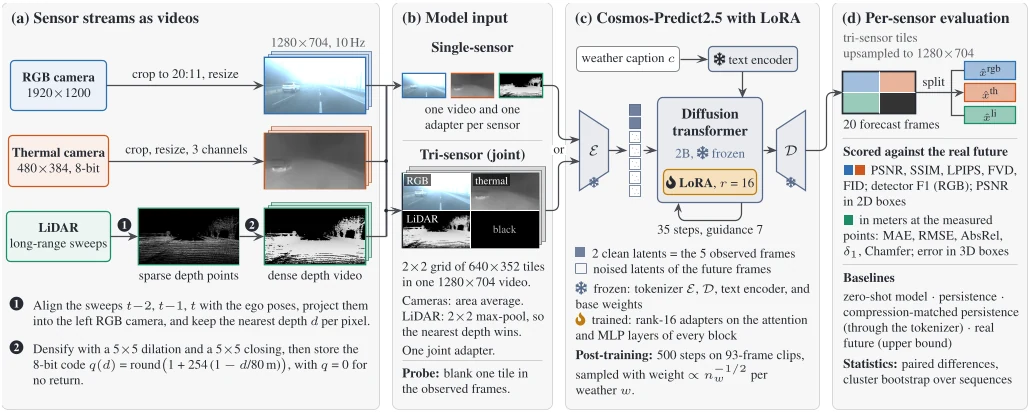 (a) Sensor streams as videos
1280×704, 10 Hz
RGB camera
1920×1200
crop to 20:11, resize
Thermal camera
480×384, 8-bit
crop, resize, 3 channels
LiDAR
long-range sweeps
1
2
sparse depth points
dense depth video
1 Align the sweeps t−2, t−1, t with the ego poses, project them
into the left RGB camera, and keep the nearest depth d per pixel.
2 Densify with a 5×5 dilation and a 5×5 closing, then store the
8-bit code q(d) = round(1 + 254 (1 − d/80 m)), with q = 0 for
no return.
(b) Model input
Single-sensor
one video and one
adapter per sensor
Tri-sensor (joint)
RGB
thermal
LiDAR
black
2×2 grid of 640×352 tiles
in one 1280×704 video.
Cameras: area average.
LiDAR: 2×2 max-pool, so
the nearest depth wins.
One joint adapter.
Probe: blank one tile in
the observed frames.
or
(c) Cosmos-Predict2.5 with LoRA
weather caption c
text encoder
ℰ
Diffusion
transformer
2B, frozen
LoRA, r = 16
𝒟
35 steps, guidance 7
2 clean latents = the 5 observed frames
noised latents of the future frames
frozen: tokenizer ℰ, 𝒟, text encoder, and
base weights
trained: rank-16 adapters on the attention
and MLP layers of every block
Post-training: 500 steps on 93-frame clips,
sampled with weight ∝ n_w^{−1/2} per
weather w.
(d) Per-sensor evaluation
tri-sensor tiles
upsampled to 1280×704
split
x̂^rgb
x̂^th
x̂^li
20 forecast frames
Scored against the real future
PSNR, SSIM, LPIPS, FVD,
FID; detector F1 (RGB); PSNR
in 2D boxes
in meters at the measured
points: MAE, RMSE, AbsRel,
δ₁, Chamfer; error in 3D boxes
Baselines
zero-shot model · persistence ·
compression-matched persistence
(through the tokenizer) · real
future (upper bound)
Statistics: paired differences,
cluster bootstrap over sequences